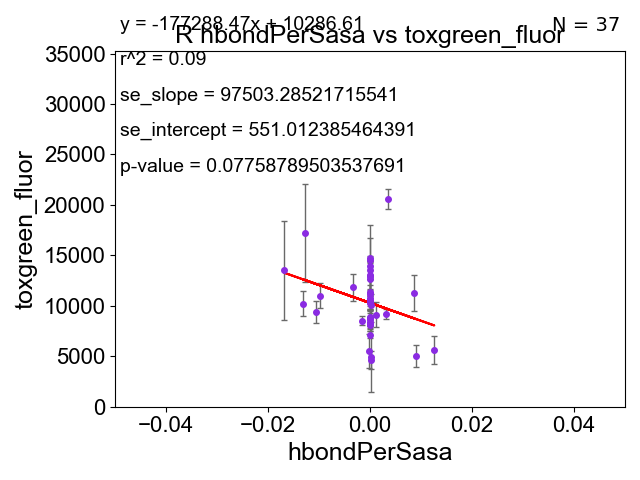 y = -177288.47x + 10286.61
N = 37
R hbondPerSasa vs toxgreen_fluor
r^2 = 0.09
se_slope = 97503.28521715541
se_intercept = 551.012385464391
p-value = 0.07758789503537691
35000
30000
25000
20000
15000
10000
5000
0
toxgreen_fluor
−0.04 −0.02 0.00 0.02 0.04
hbondPerSasa